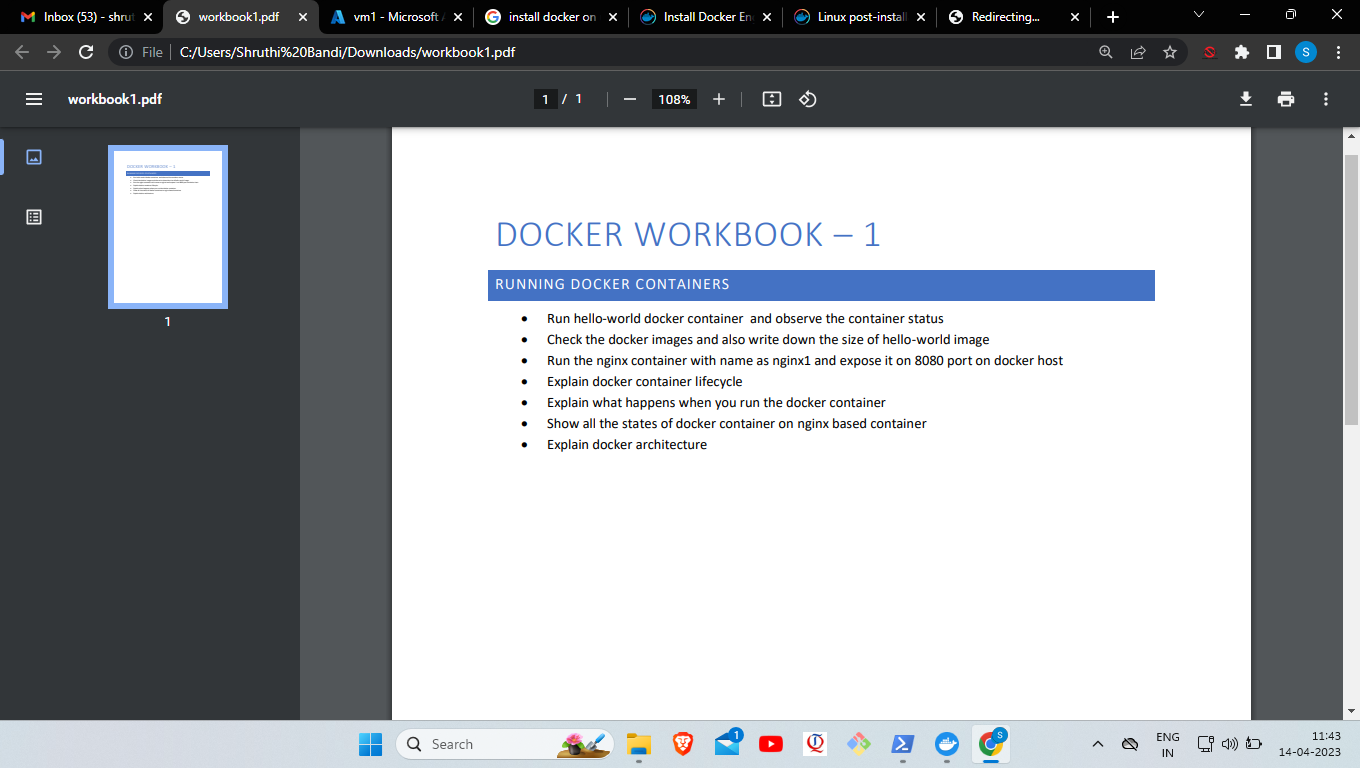 Inbox (53) - shru
workbook1.pdf
vm1 - Microsoft A
install docker on
Install Docker En
Linux post-install
Redirecting...
File
C:/Users/Shruthi%20Bandi/Downloads/workbook1.pdf
S
workbook1.pdf
1 / 1
108%
DOCKER WORKBOOK – 1
RUNNING DOCKER CONTAINERS
• Run hello-world docker container and observe the container status
• Check the docker images and also write down the size of hello-world image
• Run the nginx container with name as nginx1 and expose it on 8080 port on docker host
• Explain docker container lifecycle
• Explain what happens when you run the docker container
• Show all the states of docker container on nginx based container
• Explain docker architecture
1
Search
1
S
ENG
IN
11:43
14-04-2023